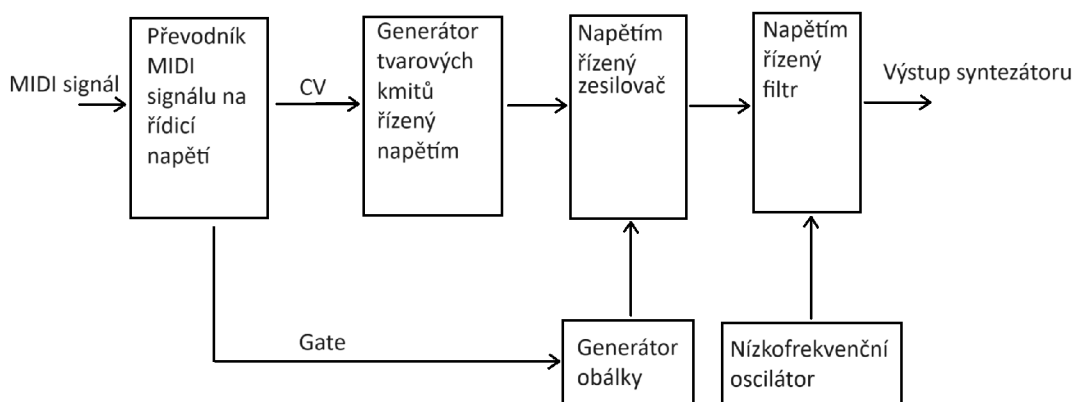 MIDI signál
Převodník
MIDI
signálu na
řídicí
napětí
CV
Generátor
tvarových
kmitů
řízený
napětím
Napětím
řízený
zesilovač
Napětím
řízený
filtr
Výstup syntezátoru
Gate
Generátor
obálky
Nízkofrekvenční
oscilátor